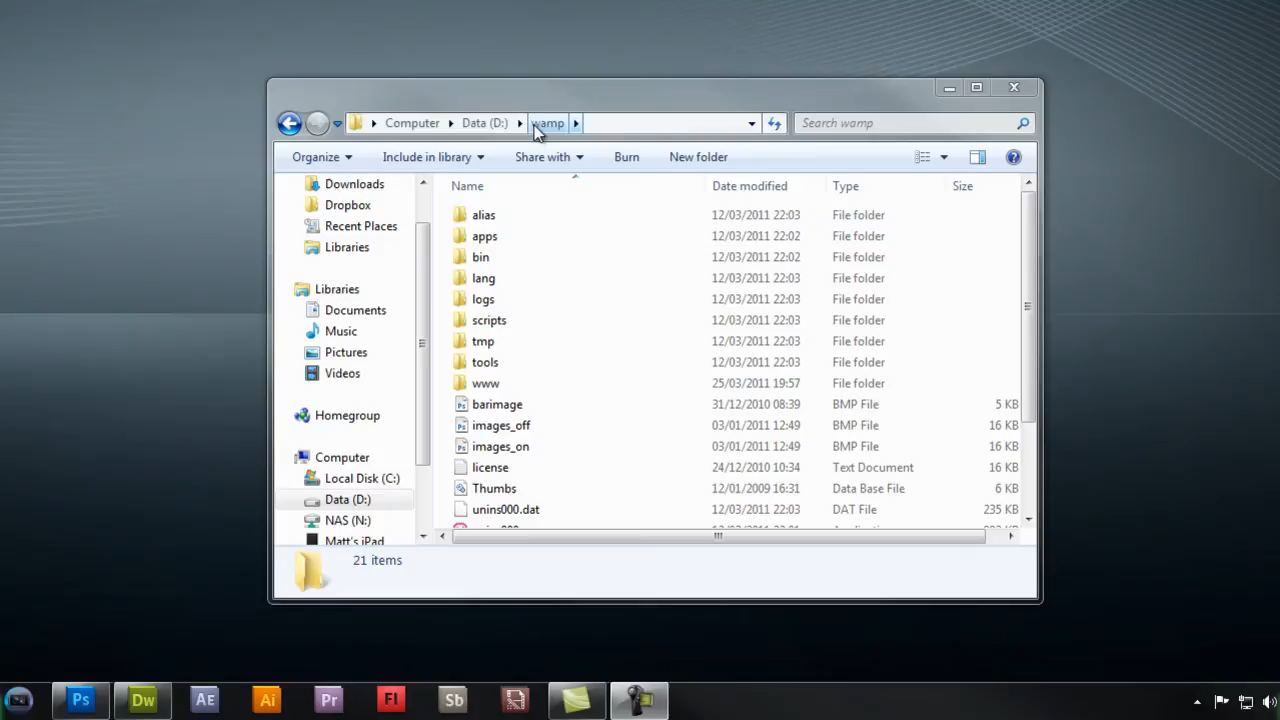 Computer Data (D:) wamp
Search wamp
Organize Include in library Share with Burn New folder
Downloads
Dropbox
Recent Places
Libraries
Libraries
Documents
Music
Pictures
Videos
Homegroup
Computer
Local Disk (C:)
Data (D:)
NAS (N:)
Matt's iPad
Name Date modified Type Size
alias 12/03/2011 22:03 File folder
apps 12/03/2011 22:02 File folder
bin 12/03/2011 22:02 File folder
lang 12/03/2011 22:03 File folder
logs 12/03/2011 22:03 File folder
scripts 12/03/2011 22:03 File folder
tmp 12/03/2011 22:03 File folder
tools 12/03/2011 22:03 File folder
www 25/03/2011 19:57 File folder
barimage 31/12/2010 08:39 BMP File 5 KB
images_off 03/01/2011 12:49 BMP File 16 KB
images_on 03/01/2011 12:49 BMP File 16 KB
license 24/12/2010 10:34 Text Document 16 KB
Thumbs 12/01/2009 16:31 Data Base File 6 KB
unins000.dat 12/03/2011 22:03 DAT File 235 KB
21 items
Ps Dw AE Ai Pr Fl Sb